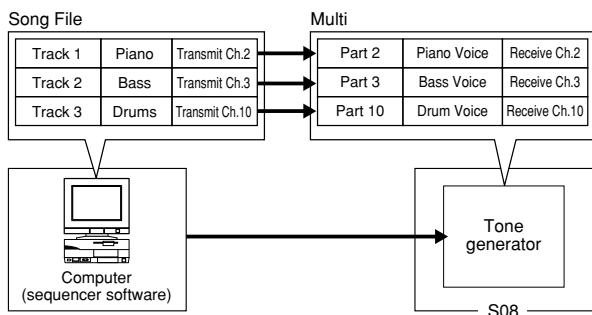 Song File
Multi
Track 1 Piano Transmit Ch.2 Part 2 Piano Voice Receive Ch.2
Track 2 Bass Transmit Ch.3 Part 3 Bass Voice Receive Ch.3
Track 3 Drums Transmit Ch.10 Part 10 Drum Voice Receive Ch.10
Computer
(sequencer software)
Tone
generator
S08